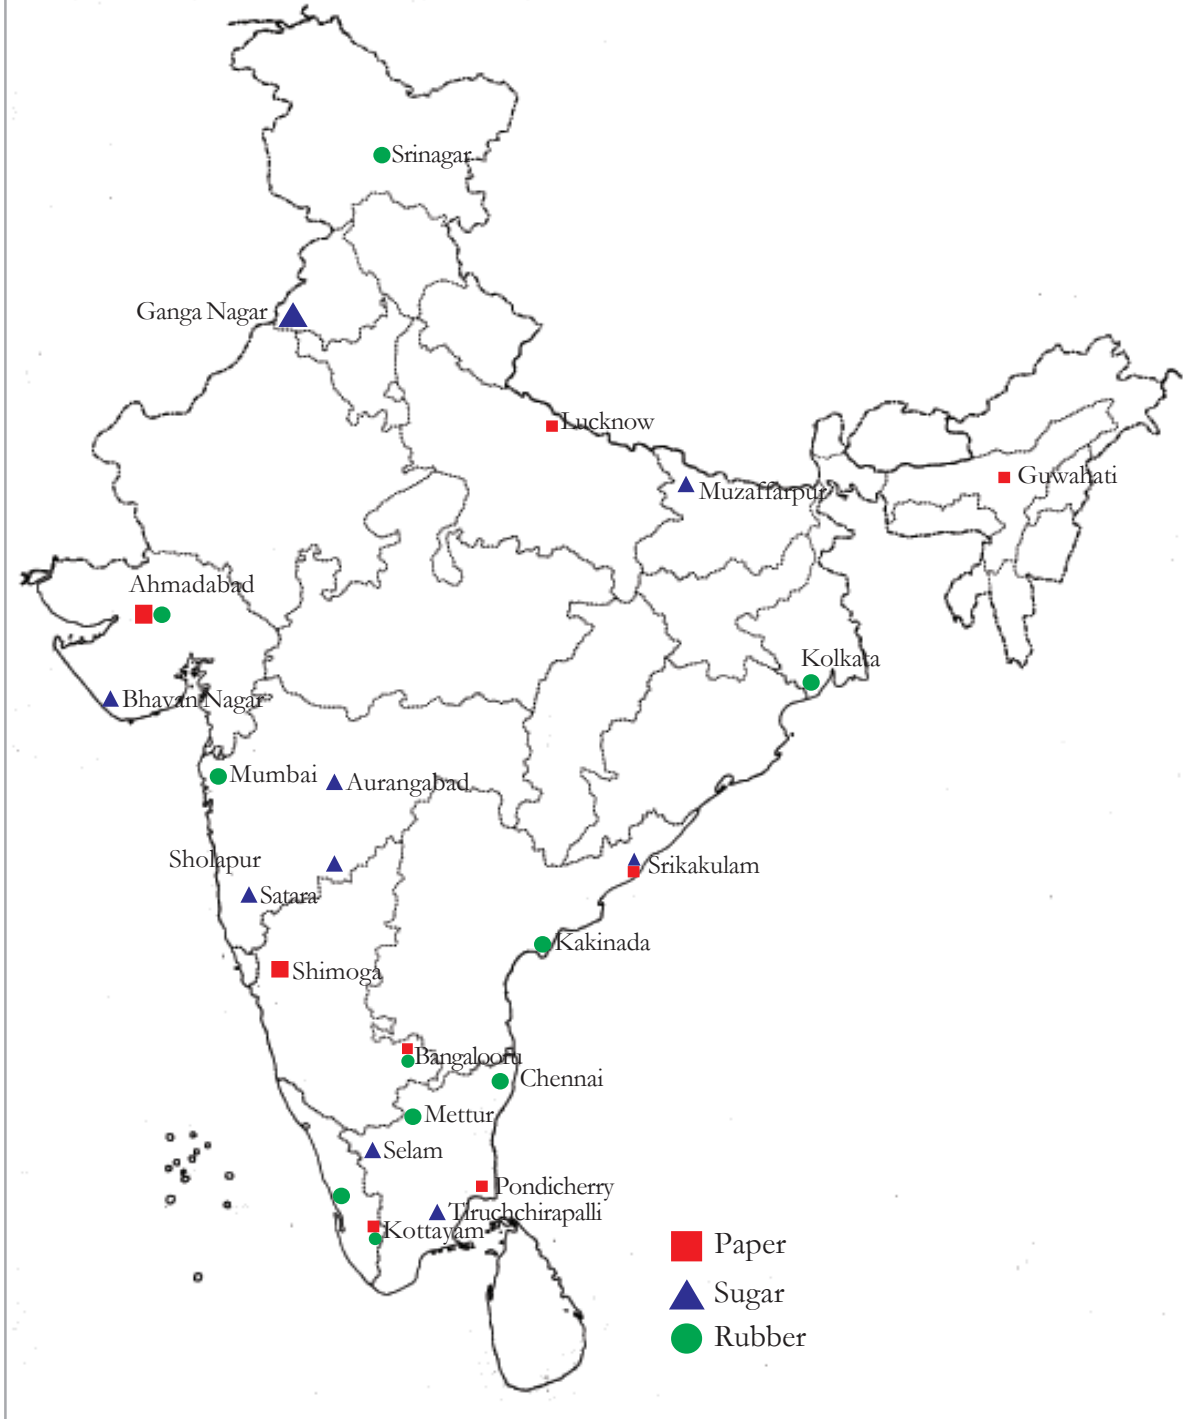 Srinagar
Ganga Nagar
Lucknow
Guwahati
Muzaffarpur
Ahmadabad
Kolkata
Bhavan Nagar
Mumbai
Aurangabad
Sholapur
Srikakulam
Satara
Kakinada
Shimoga
Bangalooru
Chennai
Mettur
Selam
Pondicherry
Tiruchchirapalli
Kottayam
Paper
Sugar
Rubber